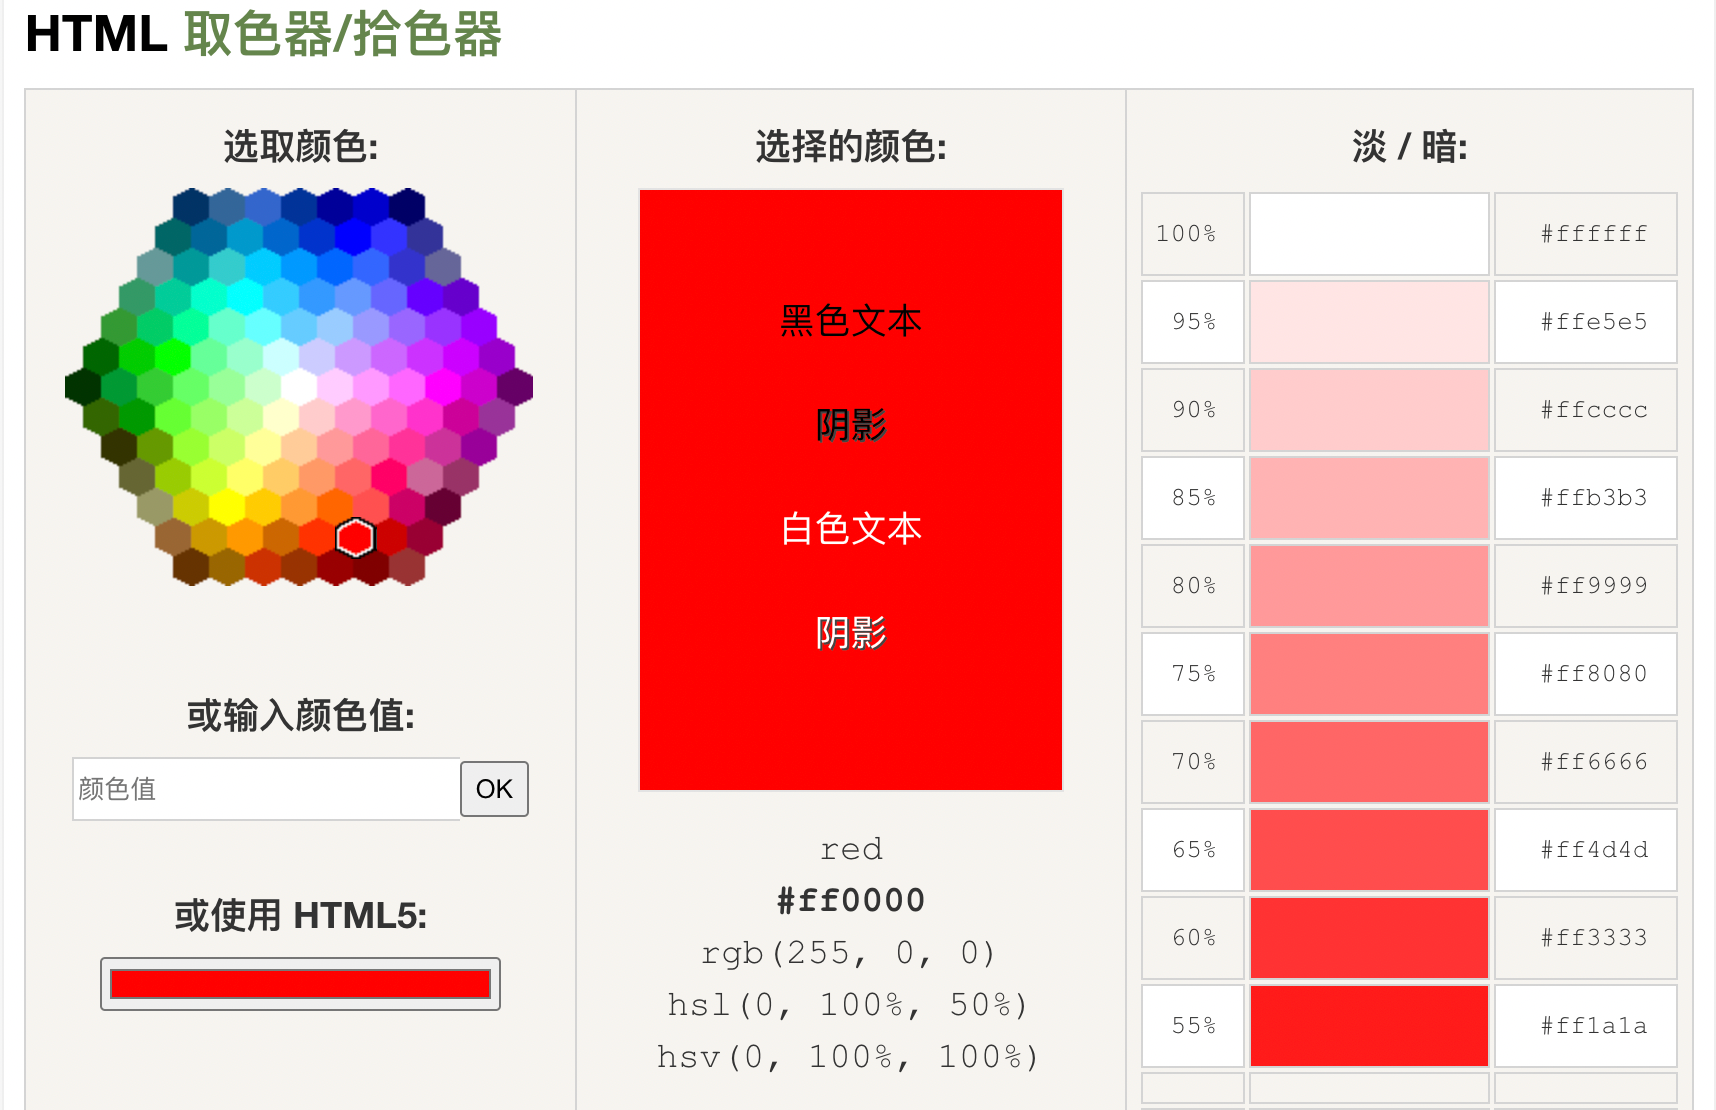 HTML 取色器/拾色器
选取颜色:
或输入颜色值:
颜色值
OK
或使用 HTML5:
选择的颜色:
黑色文本
阴影
白色文本
阴影
red
#ff0000
rgb(255, 0, 0)
hsl(0, 100%, 50%)
hsv(0, 100%, 100%)
淡 / 暗:
100% #ffffff
95% #ffe5e5
90% #ffcccc
85% #ffb3b3
80% #ff9999
75% #ff8080
70% #ff6666
65% #ff4d4d
60% #ff3333
55% #ff1a1a